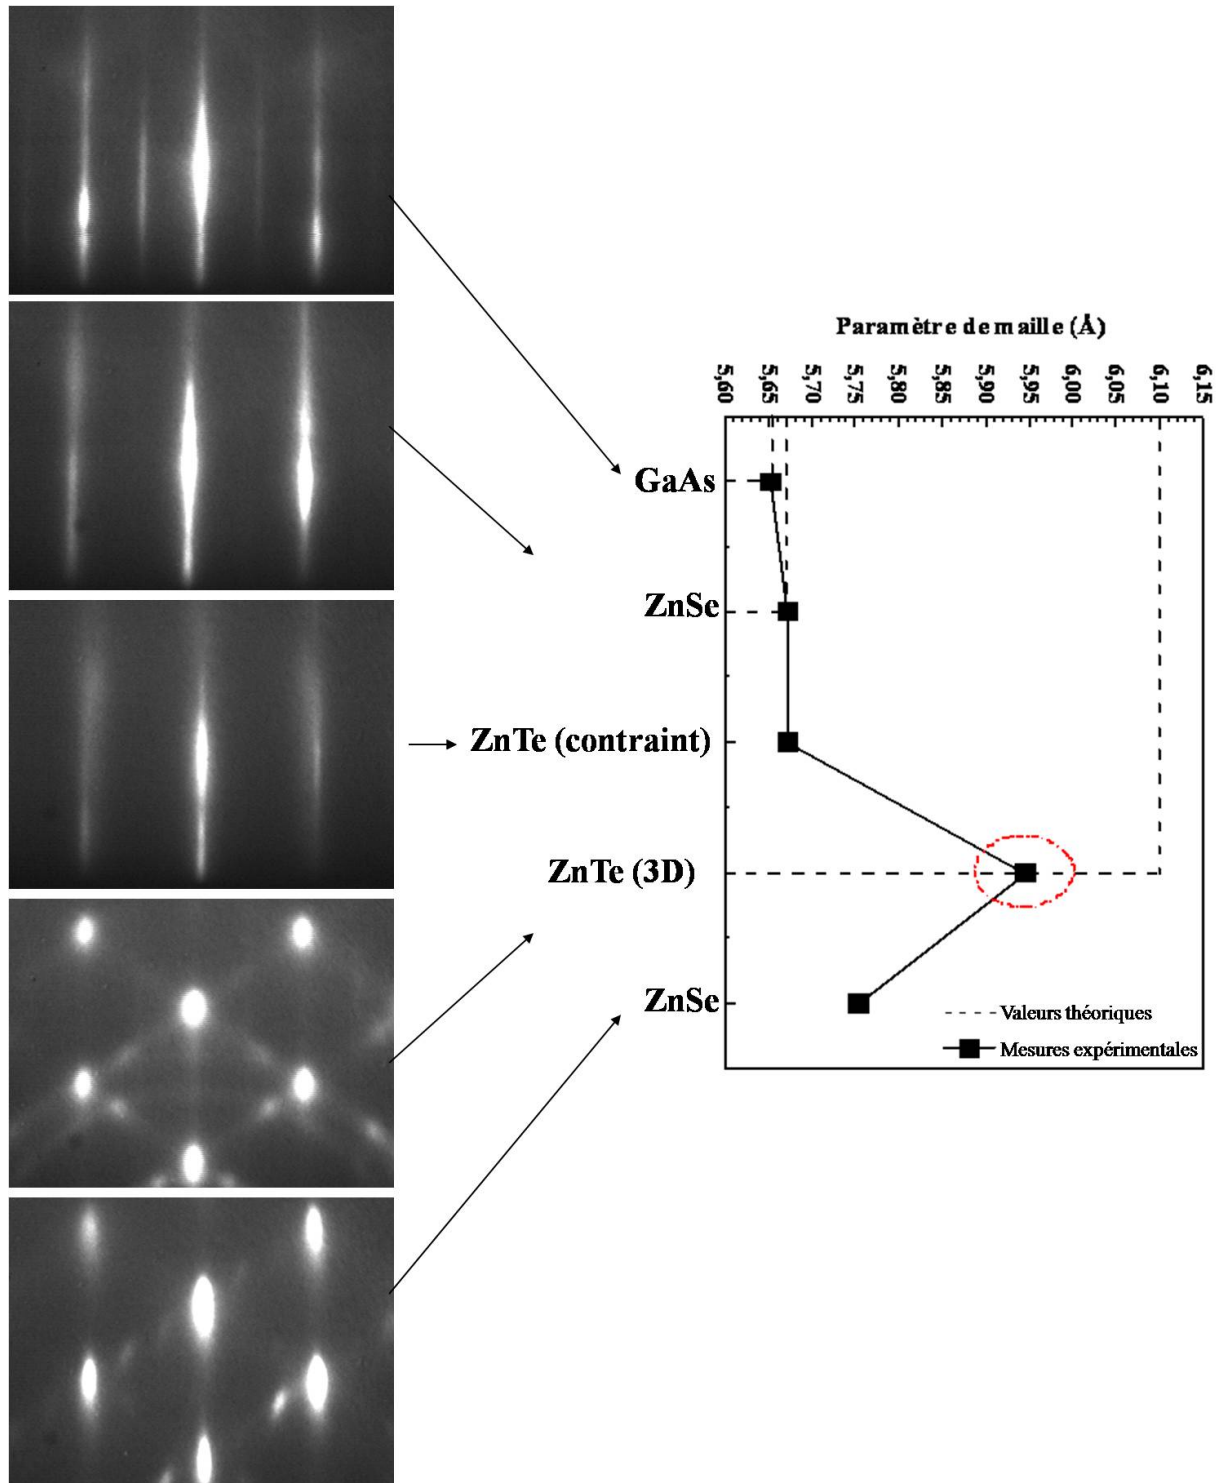 Paramètre de maille (Å)
5,60 5,65 5,70 5,75 5,80 5,85 5,90 5,95 6,00 6,05 6,10 6,15
GaAs
ZnSe
ZnTe (contraint)
ZnTe (3D)
ZnSe
Valeurs théoriques
Mesures expérimentales